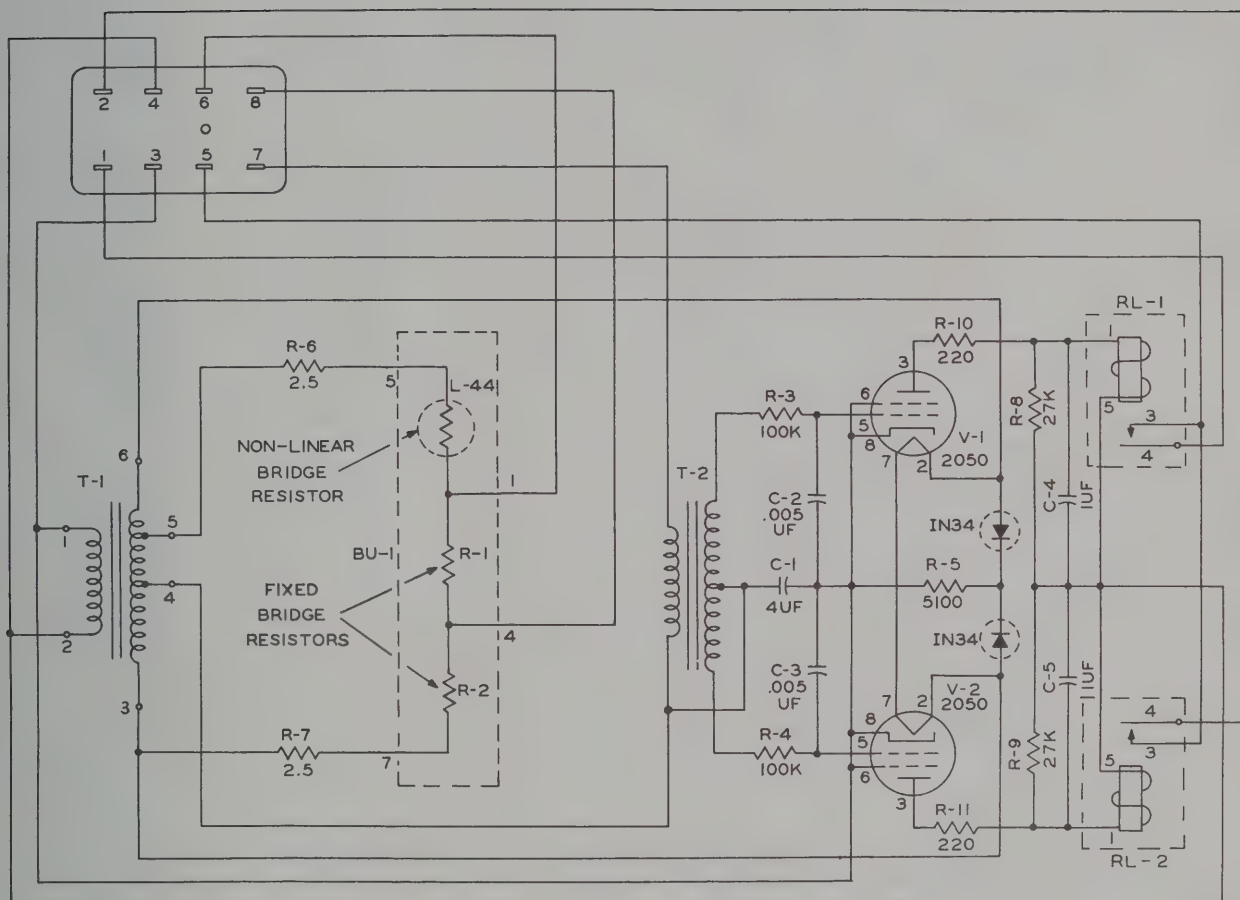 2 4 6 8
1 3 5 7
RL-1
R-10
1
R-6
3
220
2.5
5
L-44
R-3
6
R-8
27K
5
3
100K
5
V-1
NON-LINEAR
8
4
BRIDGE
7
2
2050
RESISTOR
6
T-1
T-2
1
C-2
.005
UF
C-4
1UF
5
IN34
1
BU-1
R-1
C-1
R-5
4
4UF
5100
FIXED
BRIDGE
RESISTORS
4
IN34
2
C-3
.005
UF
C-5
1UF
R-2
V-2
7
2
2050
3
4
8
R-7
R-4
5
3
2.5
7
100K
6
R-9
27K
5
3
R-11
220
1
RL-2